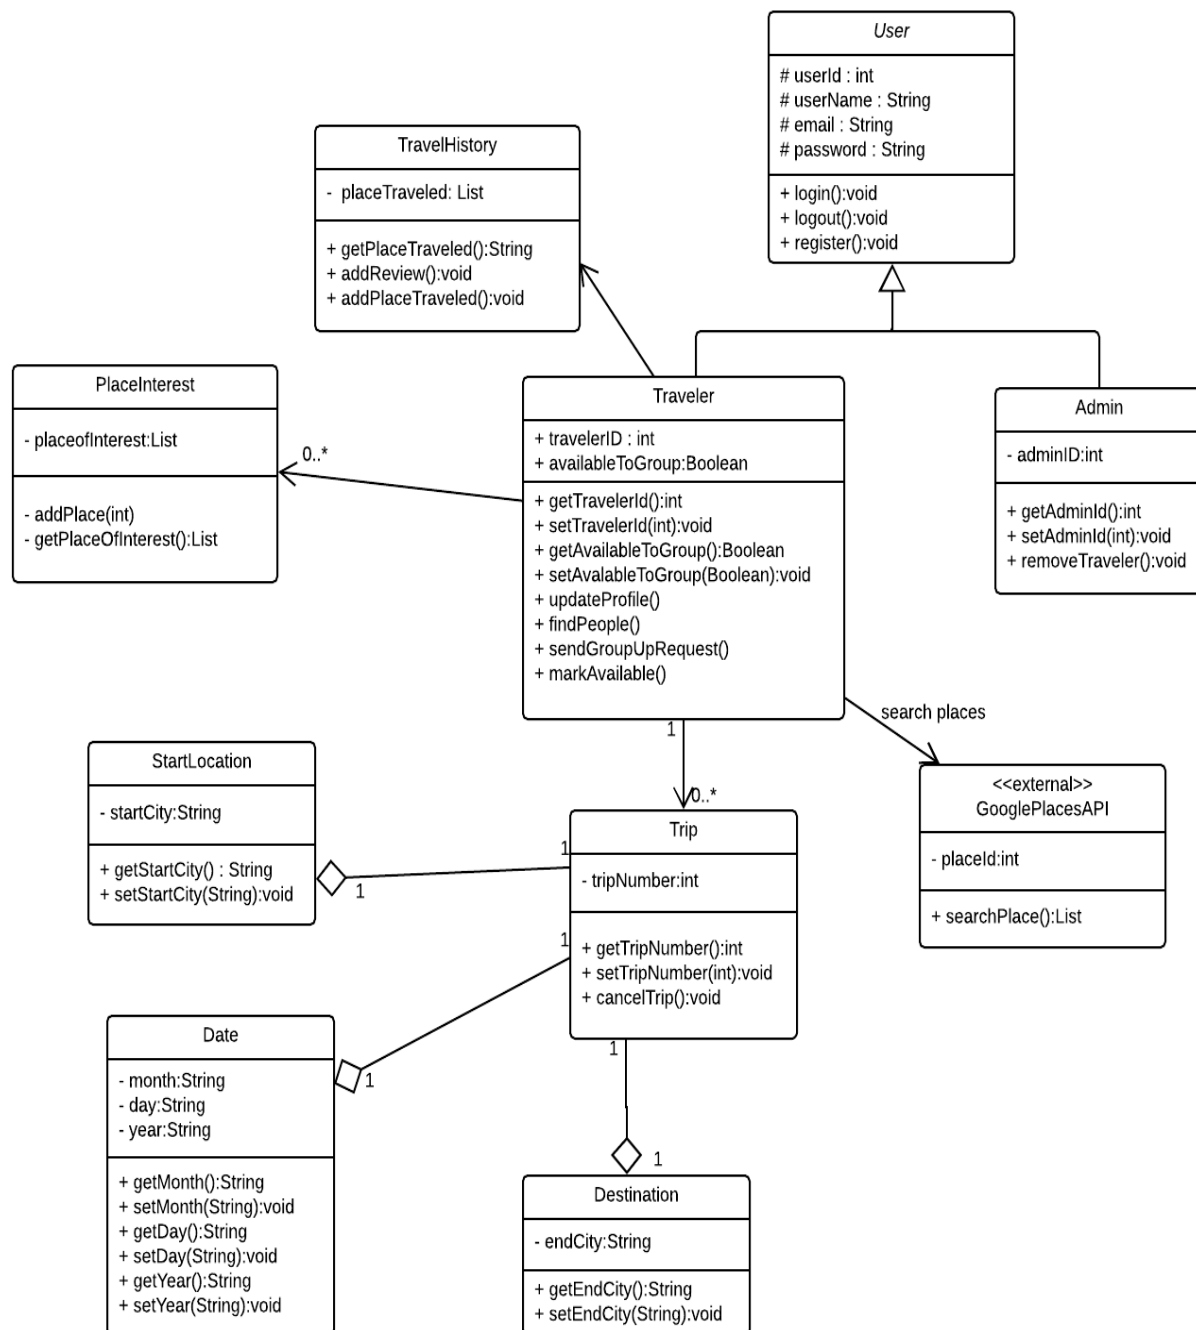 User
# userId : int
# userName : String
# email : String
# password : String
+ login():void
+ logout():void
+ register():void
TravelHistory
- placeTraveled: List
+ getPlaceTraveled():String
+ addReview():void
+ addPlaceTraveled():void
PlaceInterest
- placeofInterest:List
- addPlace(int)
- getPlaceOfInterest():List
0..*
Traveler
+ travelerID : int
+ availableToGroup:Boolean
+ getTravelerId():int
+ setTravelerId(int):void
+ getAvailableToGroup():Boolean
+ setAvalableToGroup(Boolean):void
+ updateProfile()
+ findPeople()
+ sendGroupUpRequest()
+ markAvailable()
Admin
- adminID:int
+ getAdminId():int
+ setAdminId(int):void
+ removeTraveler():void
search places
1
0..*
<<external>>
GooglePlacesAPI
- placeId:int
+ searchPlace():List
StartLocation
- startCity:String
+ getStartCity() : String
+ setStartCity(String):void
1
1
Trip
- tripNumber:int
+ getTripNumber():int
+ setTripNumber(int):void
+ cancelTrip():void
1
1
Date
- month:String
- day:String
- year:String
+ getMonth():String
+ setMonth(String):void
+ getDay():String
+ setDay(String):void
+ getYear():String
+ setYear(String):void
1
1
Destination
- endCity:String
+ getEndCity():String
+ setEndCity(String):void